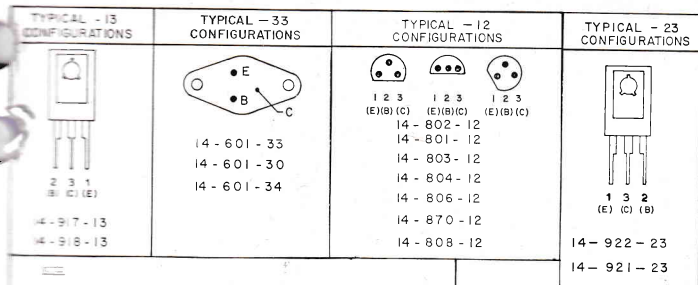 TYPICAL -13
CONFIGURATIONS
2 3 1
(B) (C) (E)
14-917-13
14-918-13
TYPICAL -33
CONFIGURATIONS
E
B
C
14-601-33
14-601-30
14-601-34
TYPICAL -12
CONFIGURATIONS
1 2 3 1 2 3 1 2 3
(E)(B)(C) (E)(B)(C) (E)(B)(C)
14-802-12
14-801-12
14-803-12
14-804-12
14-806-12
14-870-12
14-808-12
TYPICAL -23
CONFIGURATIONS
1 3 2
(E) (C) (B)
14-922-23
14-921-23